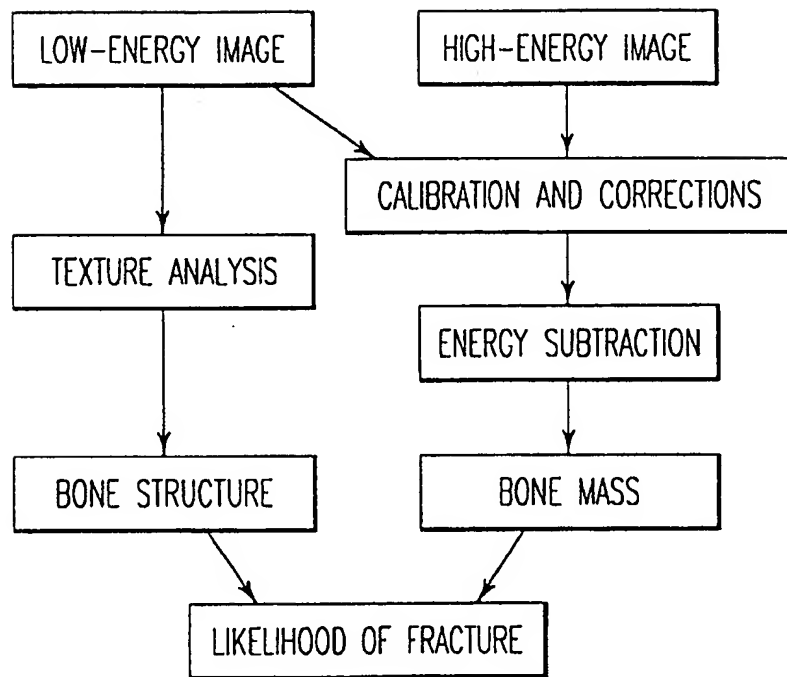 LOW-ENERGY IMAGE
HIGH-ENERGY IMAGE
CALIBRATION AND CORRECTIONS
TEXTURE ANALYSIS
ENERGY SUBTRACTION
BONE STRUCTURE
BONE MASS
LIKELIHOOD OF FRACTURE